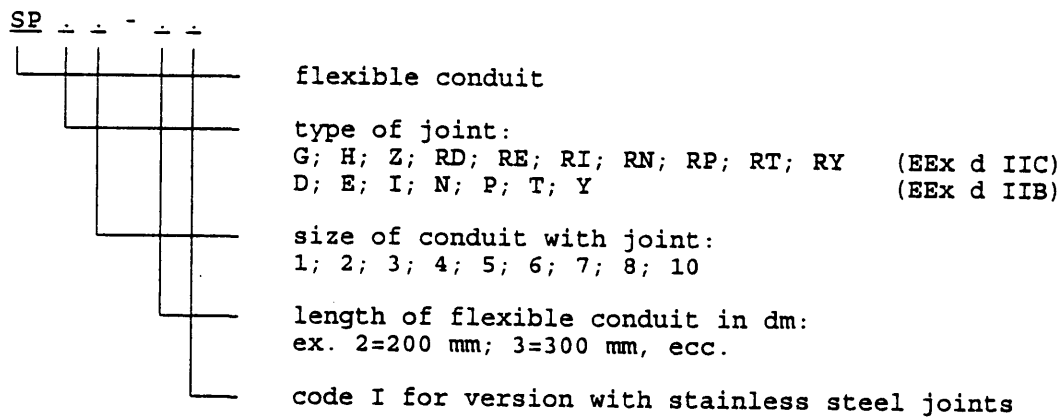 SP . . - . .
flexible conduit
type of joint:
G; H; Z; RD; RE; RI; RN; RP; RT; RY (EEx d IIC)
D; E; I; N; P; T; Y (EEx d IIB)
size of conduit with joint:
1; 2; 3; 4; 5; 6; 7; 8; 10
length of flexible conduit in dm:
ex. 2=200 mm; 3=300 mm, ecc.
code I for version with stainless steel joints